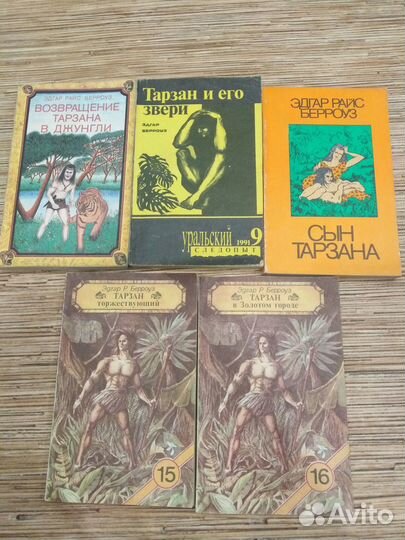 ЭДГАР РАЙС БЕРРОУЗ
ВОЗВРАЩЕНИЕ
ТАРЗАНА
В ДЖУНГЛИ
Тарзан и его
звери
ЭДГАР
БЕРРОУЗ
уральский
СЛЕДОПЫТ
1991
9
ЭДГАР РАЙС
БЕРРОУЗ
СЫН
ТАРЗАНА
Эдгар Р. Берроуз
ТАРЗАН
торжествующий
15
Эдгар Р. Берроуз
ТАРЗАН
в Золотом городе
16
Avito